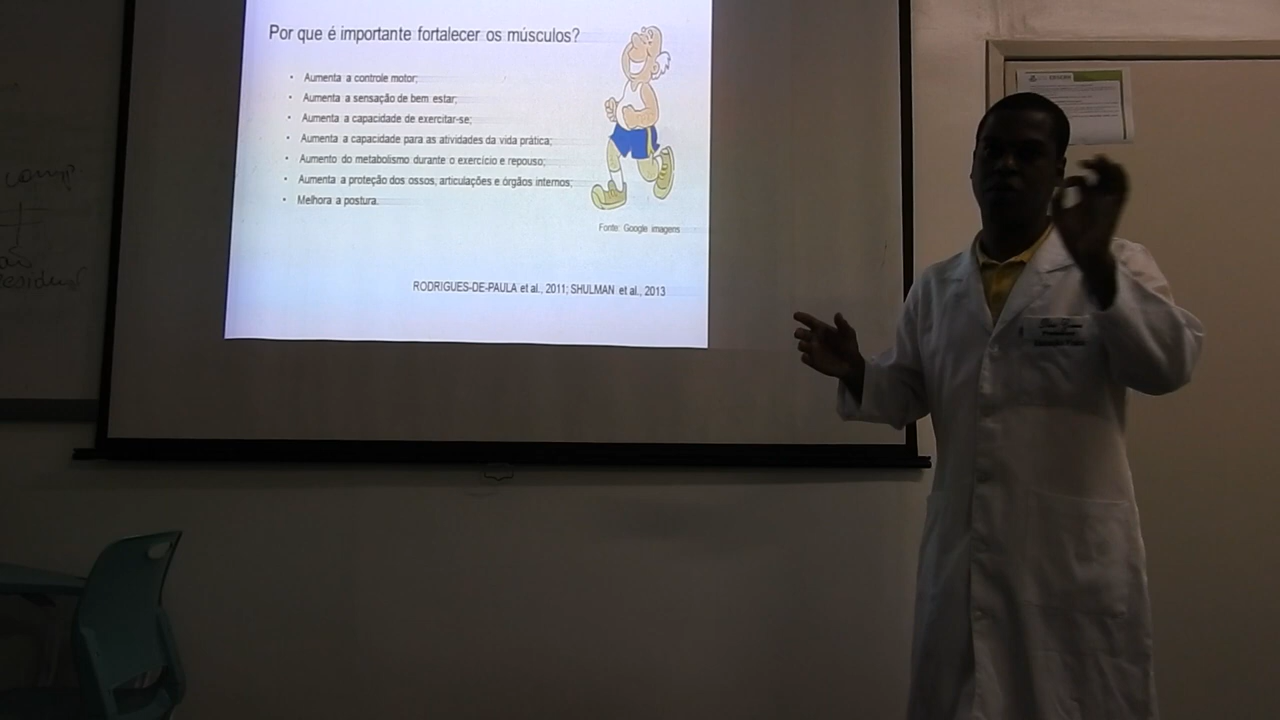 Por que é importante fortalecer os músculos?
• Aumenta a controle motor;
• Aumenta a sensação de bem estar;
• Aumenta a capacidade de exercitar-se;
• Aumenta a capacidade para as atividades da vida prática;
• Aumento do metabolismo durante o exercício e repouso;
• Aumenta a proteção dos ossos, articulações e órgãos internos;
• Melhora a postura.
Fonte: Google imagens
RODRIGUES-DE-PAULA et al., 2011; SHULMAN et al., 2013